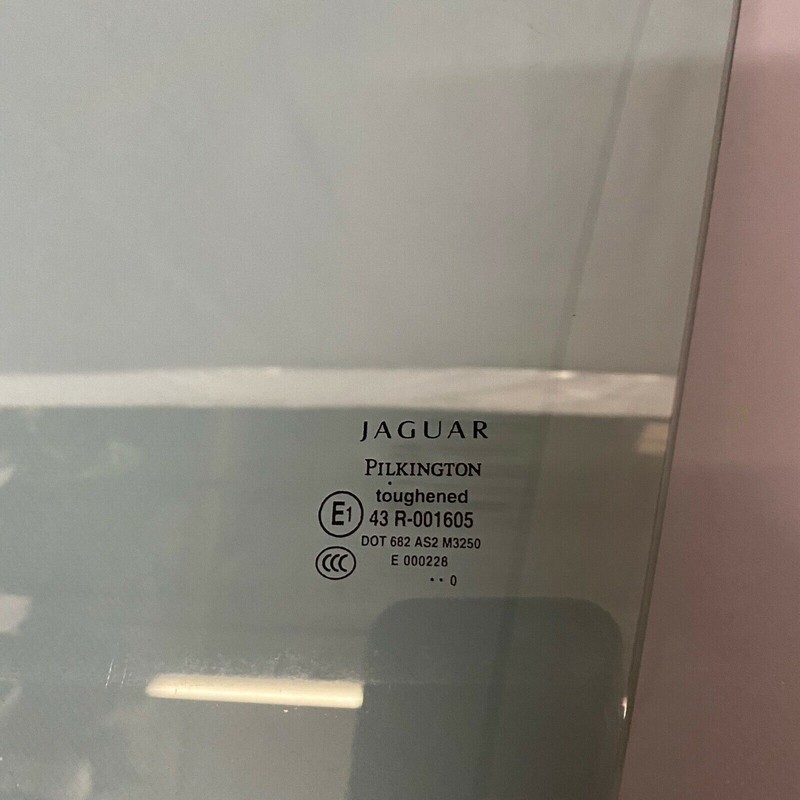 JAGUAR
PILKINGTON
toughened
E1 43 R-001605
DOT 682 AS2 M3250
CCC E 000228
·· 0